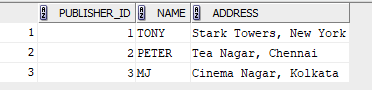 PUBLISHER_ID NAME ADDRESS
1 1 TONY Stark Towers, New York
2 2 PETER Tea Nagar, Chennai
3 3 MJ Cinema Nagar, Kolkata